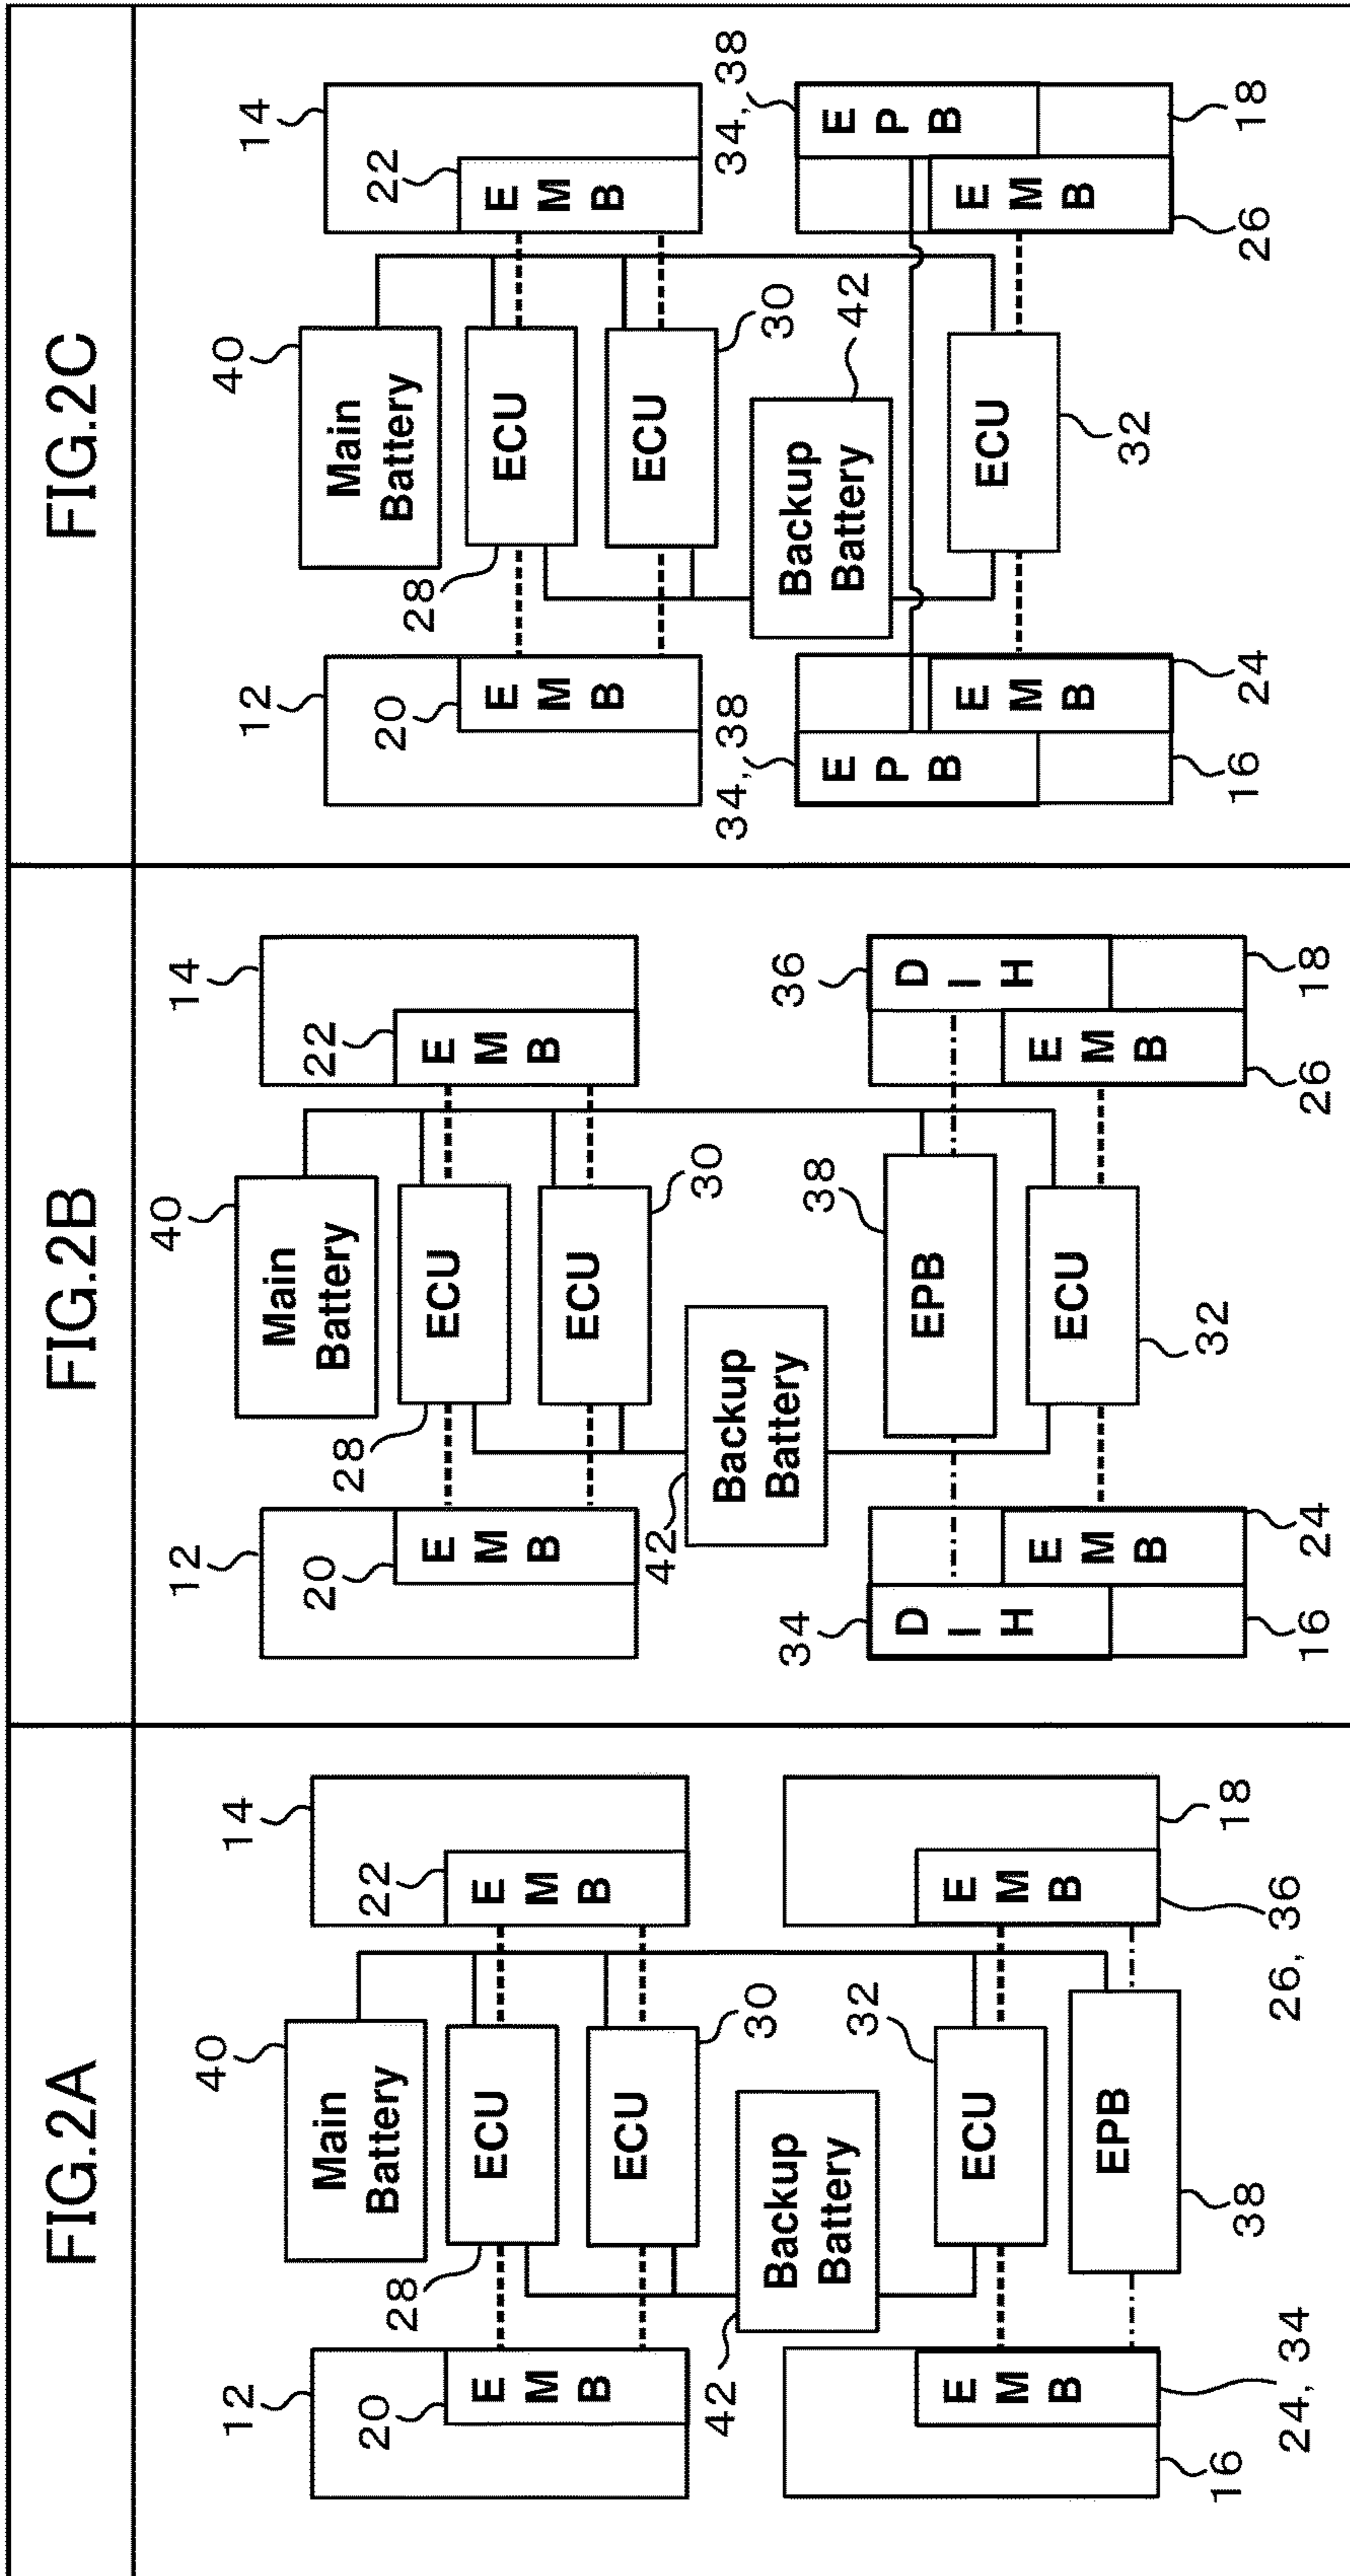 FIG.2A
12
14
20
22
E
M
B
E
M
B
40
Main
Battery
28
ECU
ECU
30
42
Backup
Battery
32
ECU
EPB
38
E
M
B
E
M
B
16
24, 34
26, 36
18
FIG.2B
12
14
20
22
E
M
B
E
M
B
40
Main
Battery
28
ECU
ECU
30
42
Backup
Battery
34
36
D
I
H
D
I
H
38
EPB
ECU
32
E
M
B
E
M
B
16
24
26
18
FIG.2C
12
14
20
22
E
M
B
E
M
B
40
Main
Battery
28
ECU
ECU
30
42
Backup
Battery
34, 38
34, 38
E
P
B
E
P
B
ECU
32
E
M
B
E
M
B
16
24
26
18